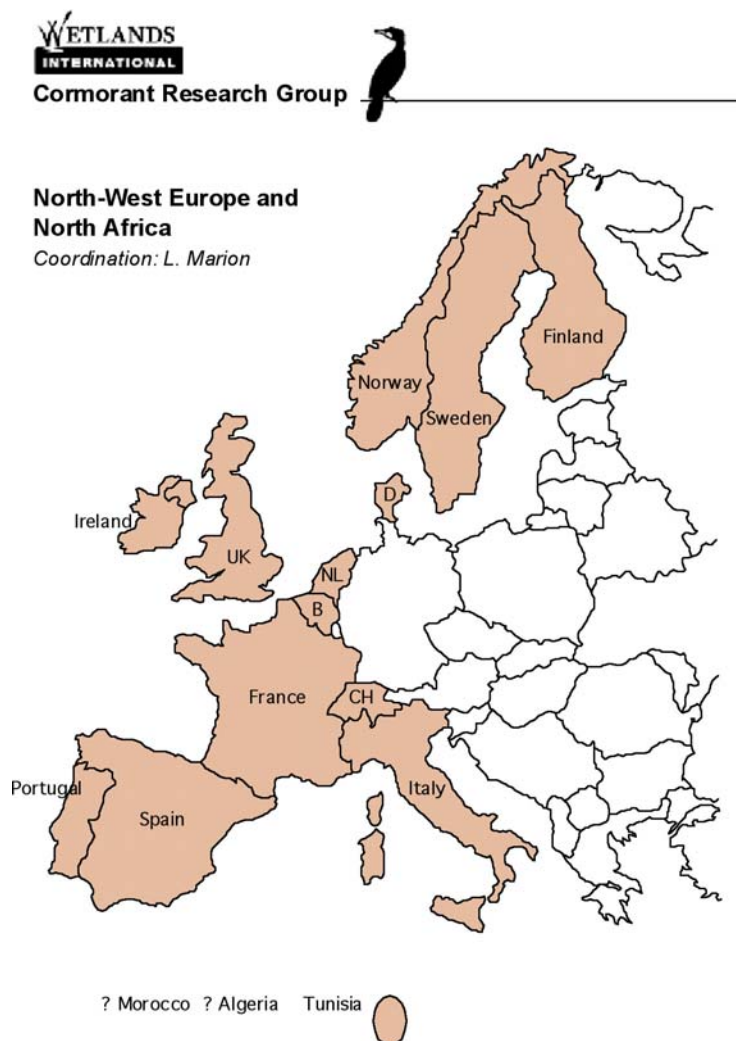 WETLANDS
INTERNATIONAL
Cormorant Research Group
North-West Europe and
North Africa
Coordination: L. Marion
Finland
Norway
Sweden
D
Ireland
UK
NL
B
France
CH
Portugal
Spain
Italy
? Morocco ? Algeria Tunisia